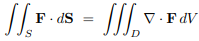 ∬_S 𝐅 · d𝐒 = ∭_D ∇ · 𝐅 dV